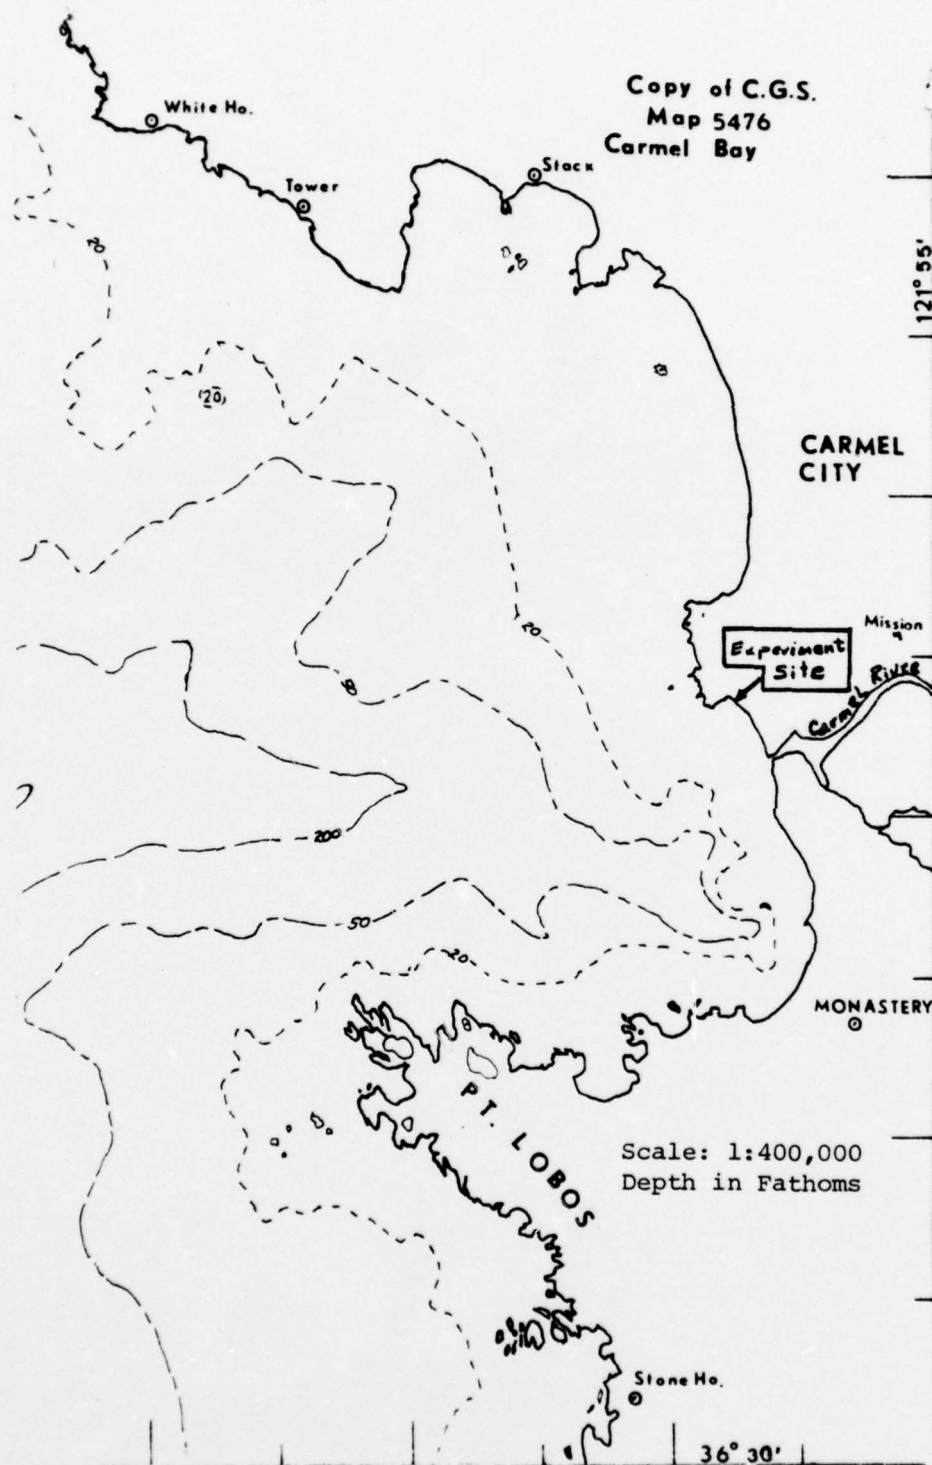 Copy of C.G.S.
Map 5476
Carmel Bay
White Ho.
Stack
Tower
121° 55'
20
(20)
CARMEL
CITY
20
Mission
Experiment
Site
Carmel River
50
200
50
20
MONASTERY
PT. LOBOS
Scale: 1:400,000
Depth in Fathoms
Stone Ho.
36° 30'